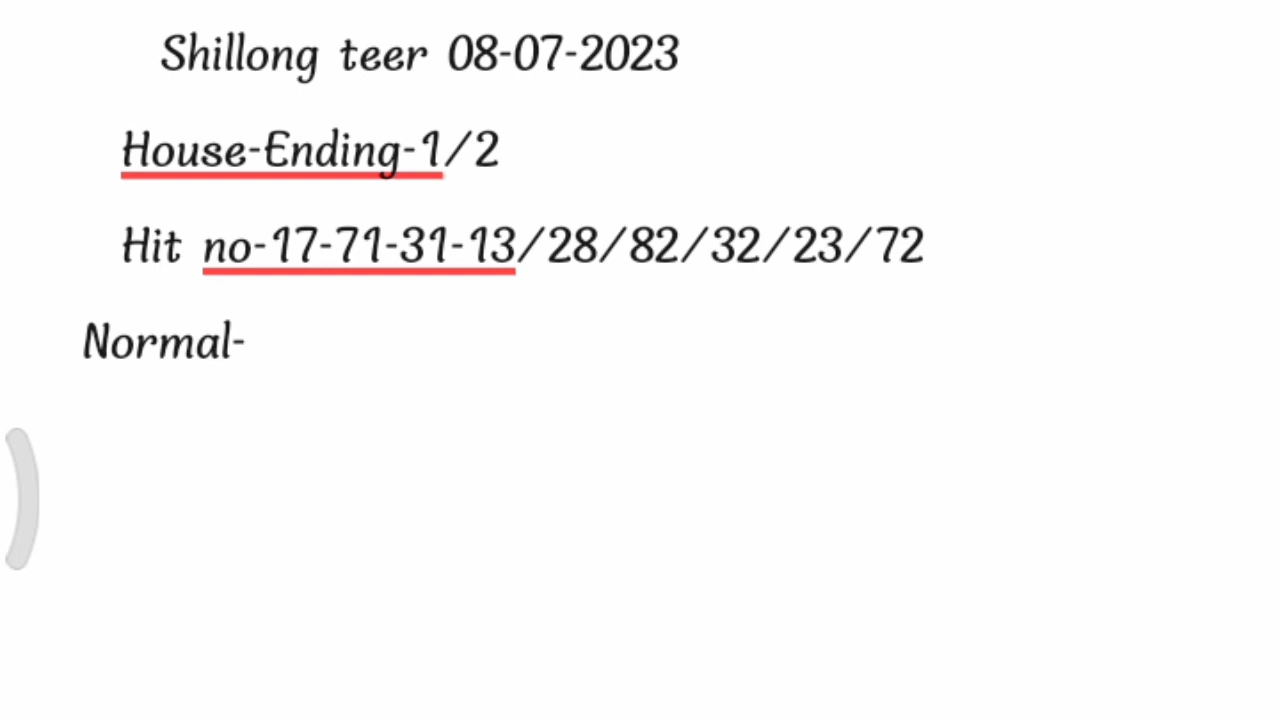 Shillong teer 08-07-2023
House-Ending-1/2
Hit no-17-71-31-13/28/82/32/23/72
Normal-